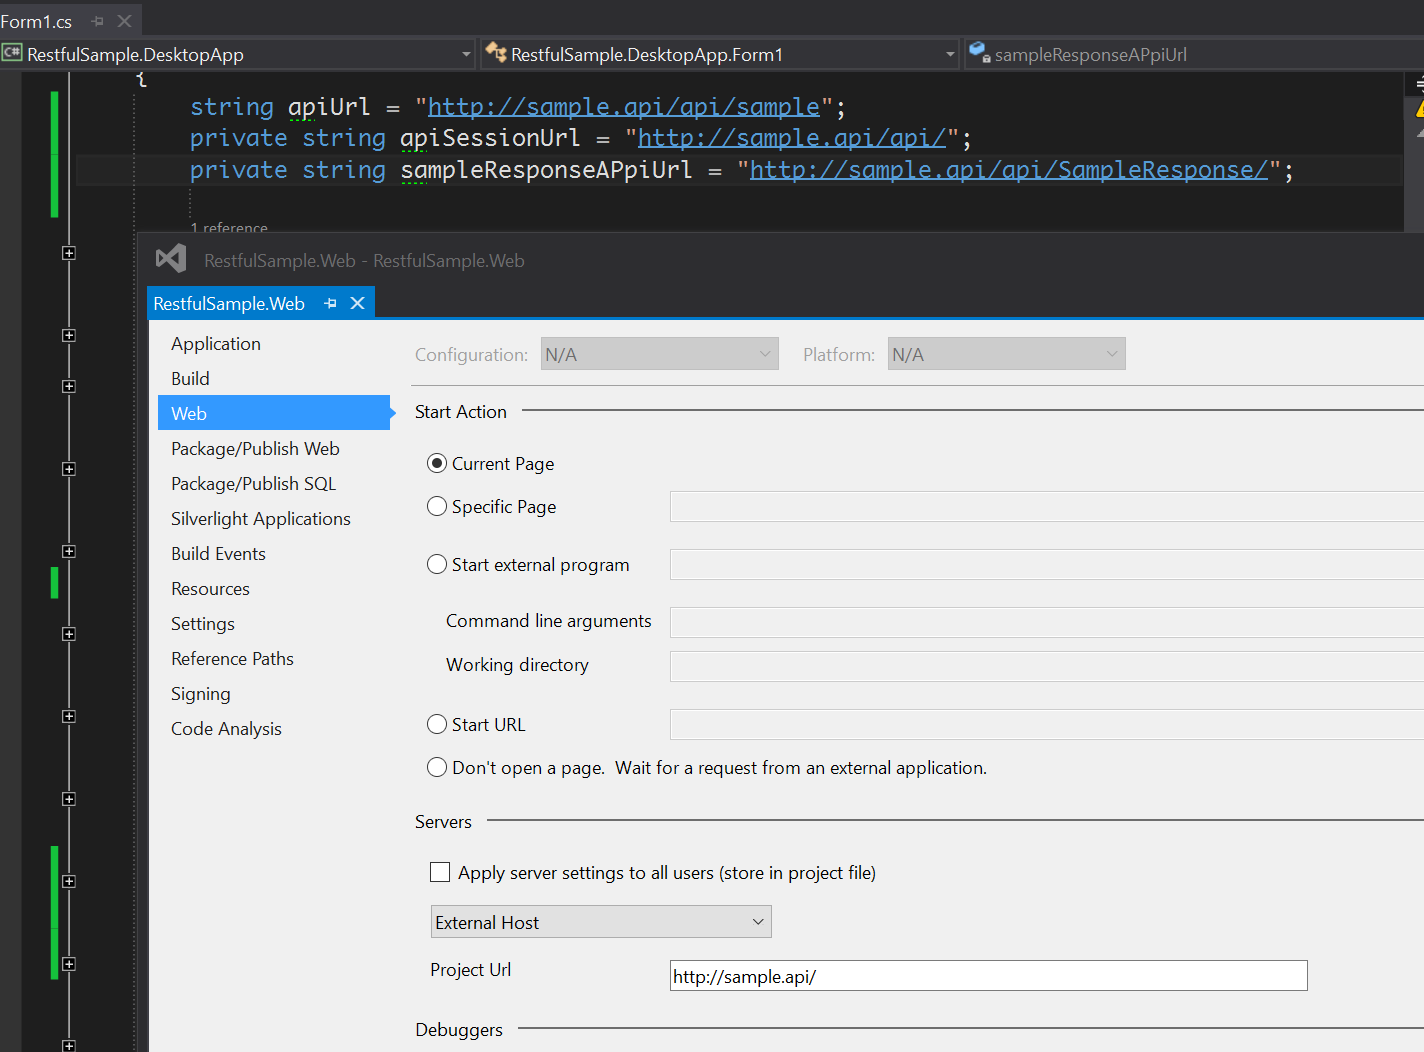 Form1.cs
C# RestfulSample.DesktopApp RestfulSample.DesktopApp.Form1 sampleResponseAPpiUrl
{
string apiUrl = "http://sample.api/api/sample";
private string apiSessionUrl = "http://sample.api/api/";
private string sampleResponseAPpiUrl = "http://sample.api/api/SampleResponse/";
1 reference
RestfulSample.Web - RestfulSample.Web
RestfulSample.Web
Application
Build
Web
Package/Publish Web
Package/Publish SQL
Silverlight Applications
Build Events
Resources
Settings
Reference Paths
Signing
Code Analysis
Configuration: N/A Platform: N/A
Start Action
Current Page
Specific Page
Start external program
Command line arguments
Working directory
Start URL
Don't open a page. Wait for a request from an external application.
Servers
Apply server settings to all users (store in project file)
External Host
Project Url http://sample.api/
Debuggers